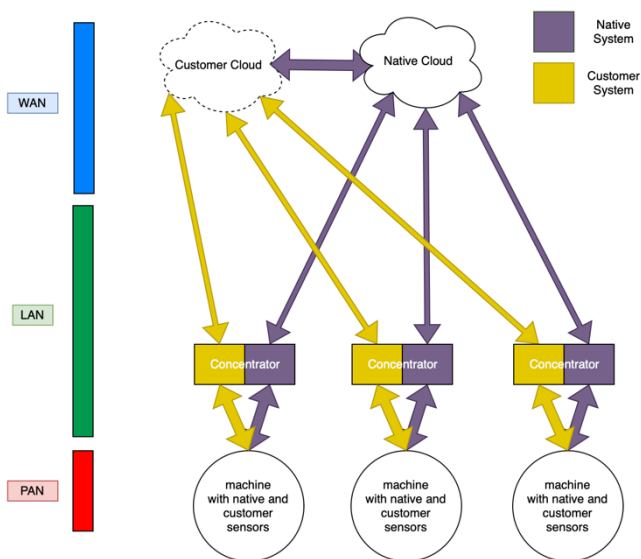 Native
System
Customer
System
Customer Cloud
Native Cloud
WAN
LAN
Concentrator
Concentrator
Concentrator
PAN
machine
with native and
customer
sensors
machine
with native and
customer
sensors
machine
with native and
customer
sensors